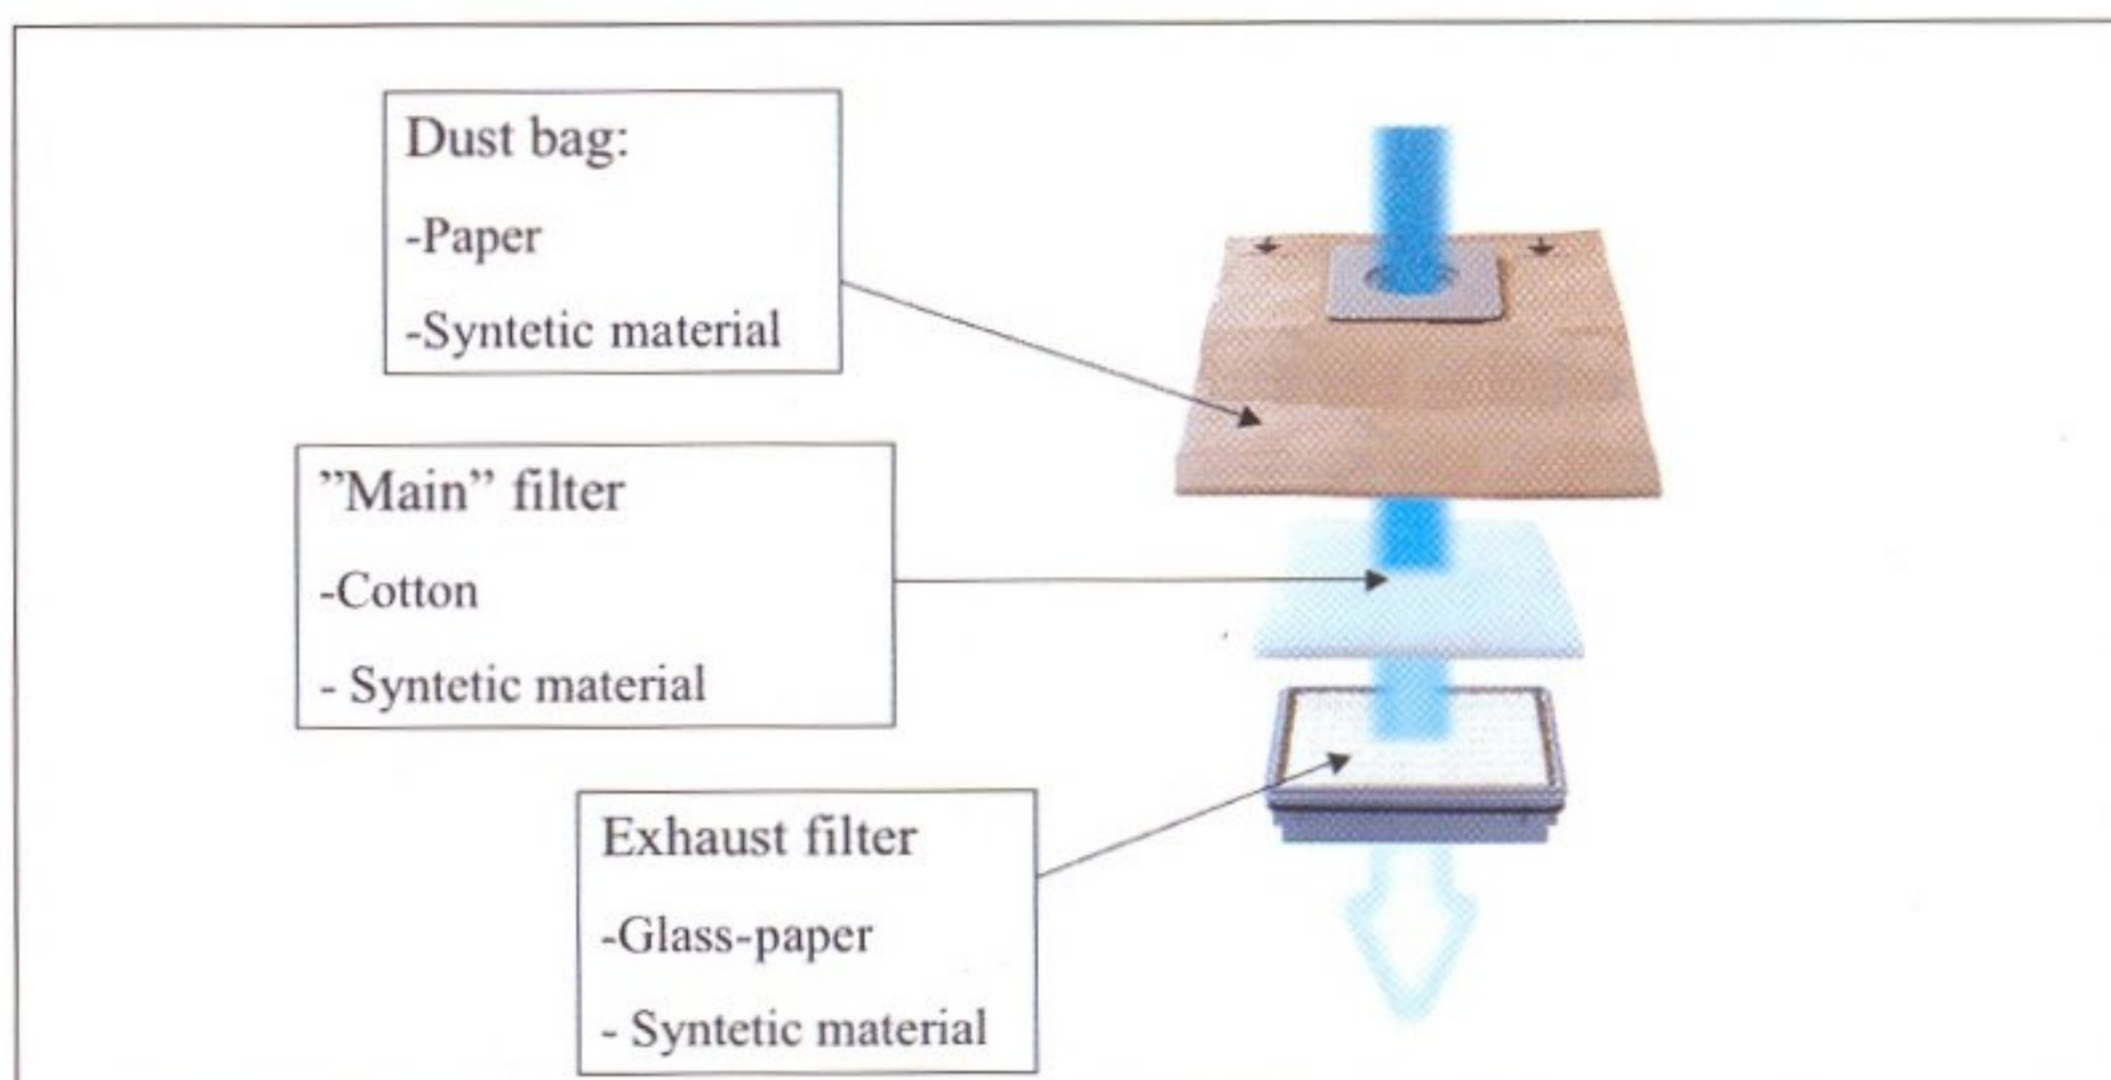 Dust bag:
-Paper
-Syntetic material
”Main” filter
-Cotton
- Syntetic material
Exhaust filter
-Glass-paper
- Syntetic material